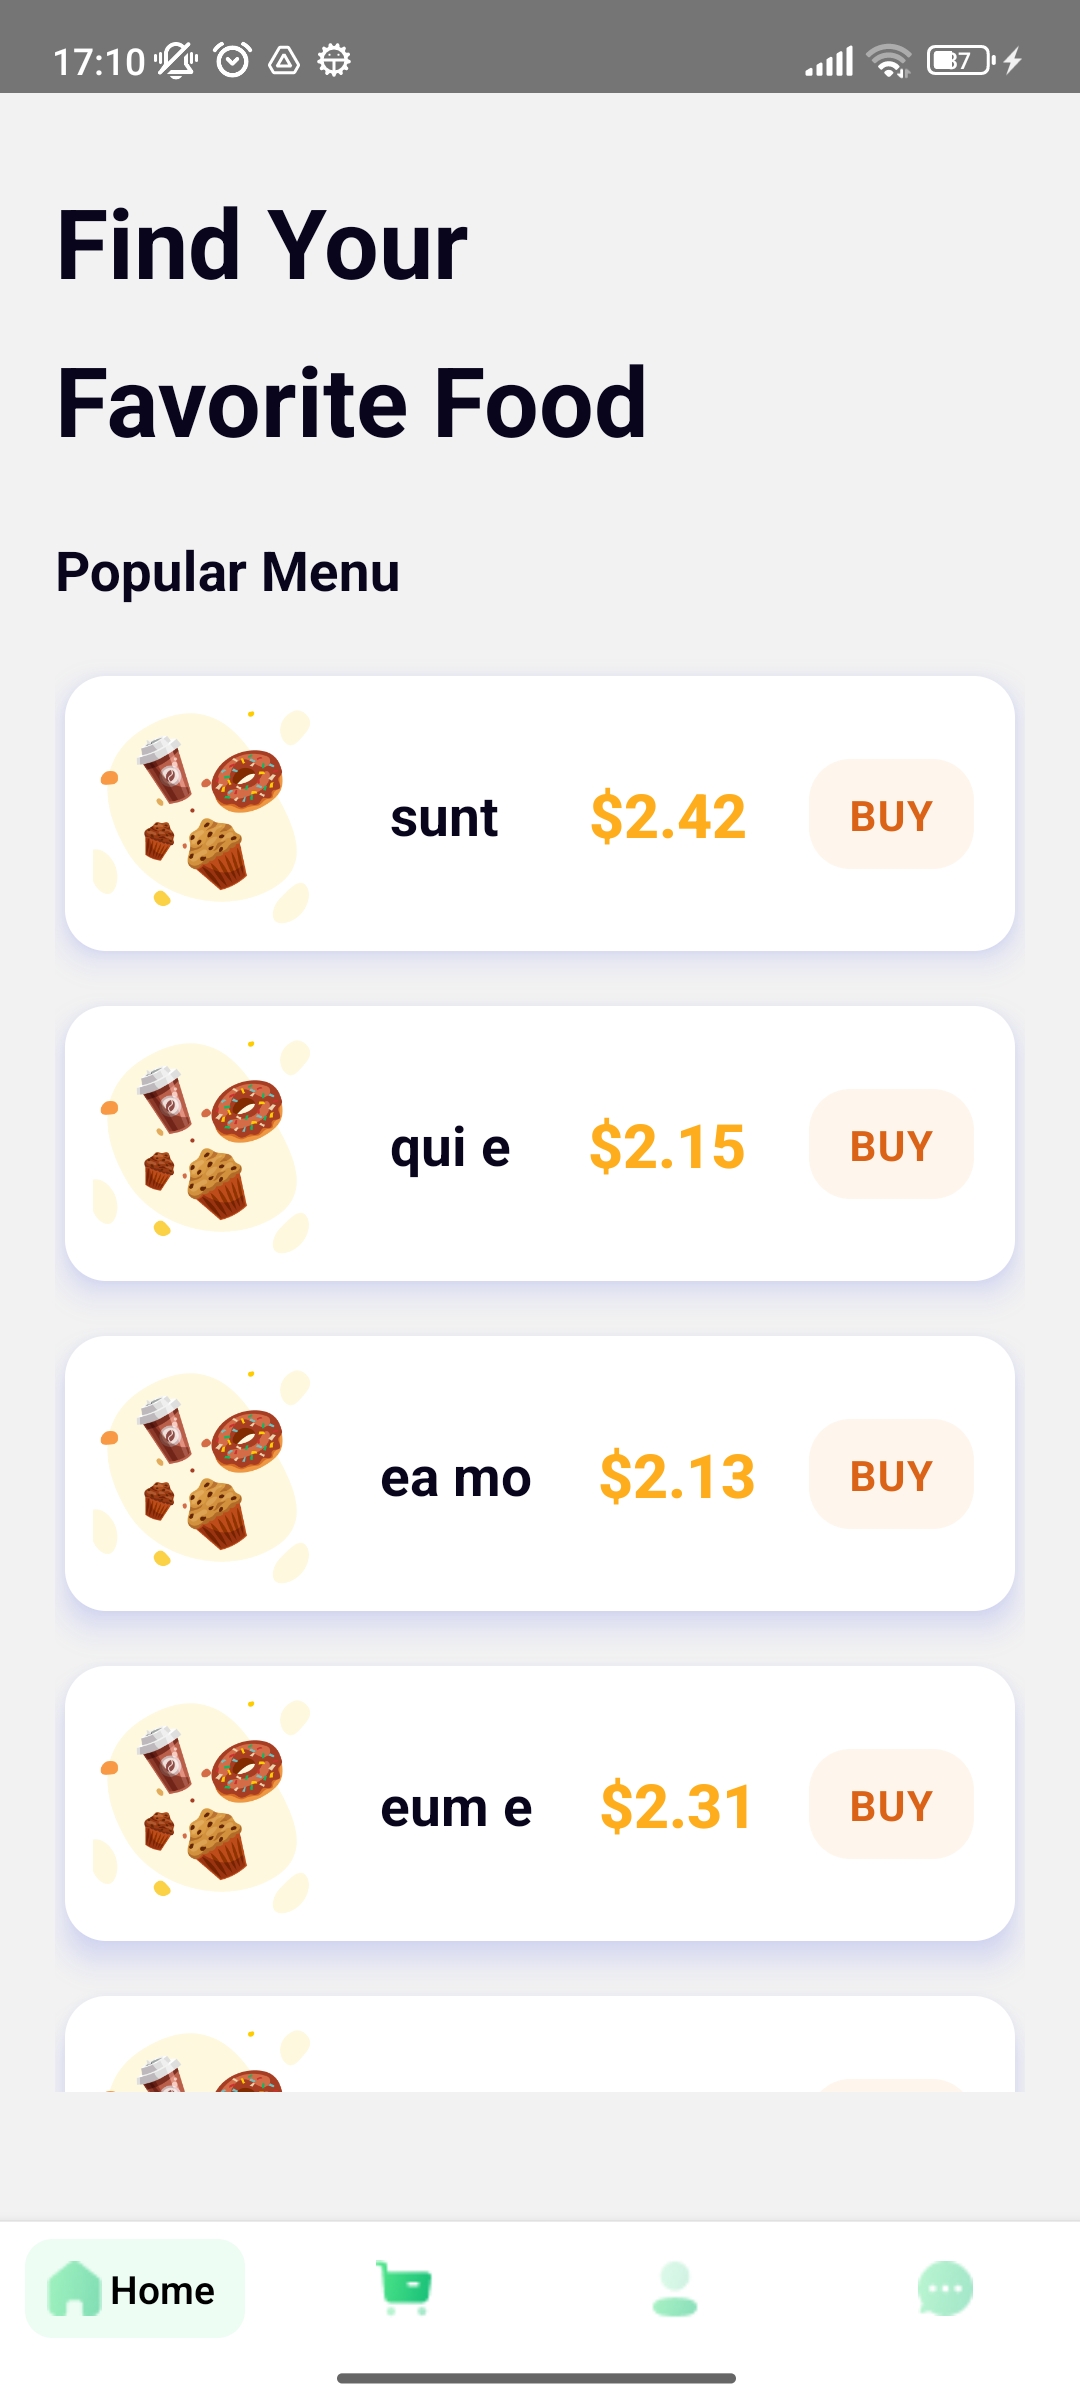 17:10
87
Find Your
Favorite Food
Popular Menu
sunt $2.42 BUY
qui e $2.15 BUY
ea mo $2.13 BUY
eum e $2.31 BUY
Home